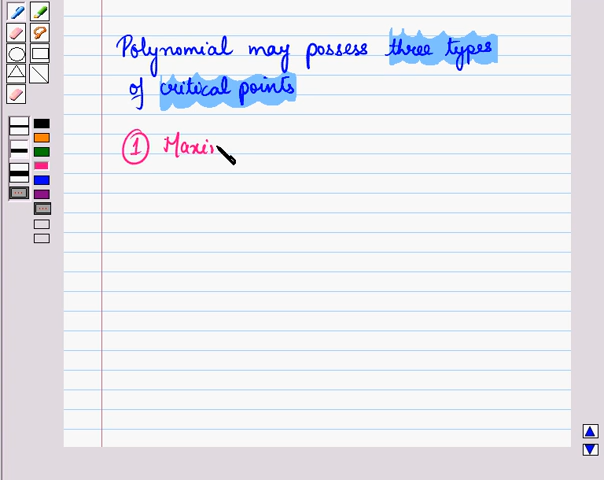 Polynomial may possess three types
of critical points
① Maxi